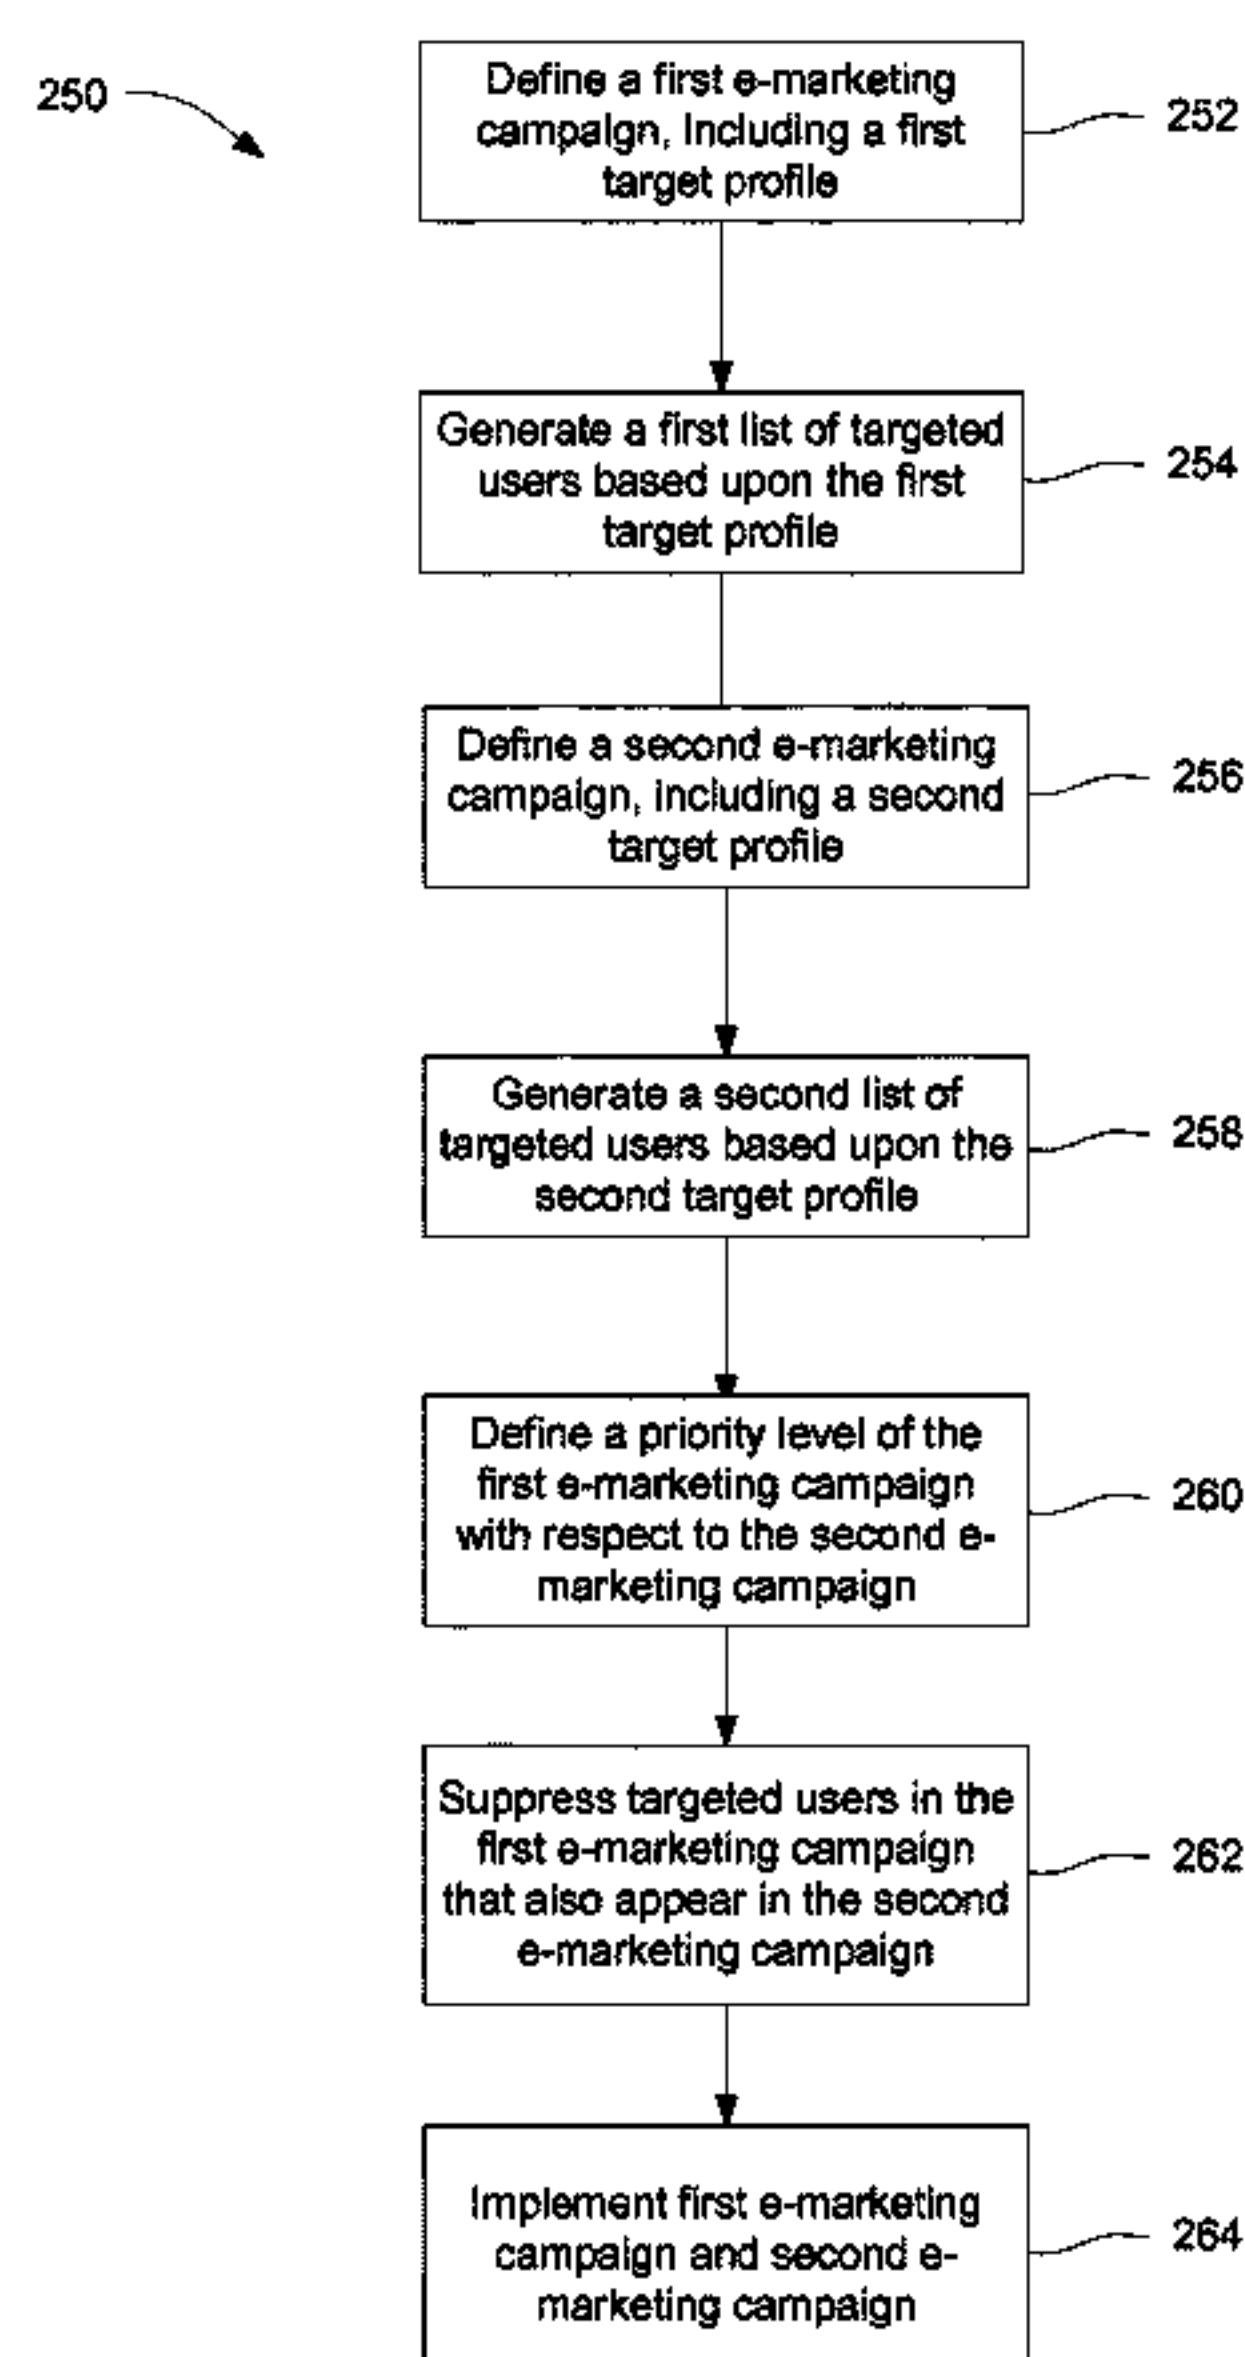 250
Define a first e-marketing
campaign, Including a first
target profile
252
Generate a first list of targeted
users based upon the first
target profile
254
Define a second e-marketing
campaign, including a second
target profile
256
Generate a second list of
targeted users based upon the
second target profile
258
Define a priority level of the
first e-marketing campaign
with respect to the second e-
marketing campaign
260
Suppress targeted users in the
first e-marketing campaign
that also appear in the second
e-marketing campaign
262
Implement first e-marketing
campaign and second e-
marketing campaign
264